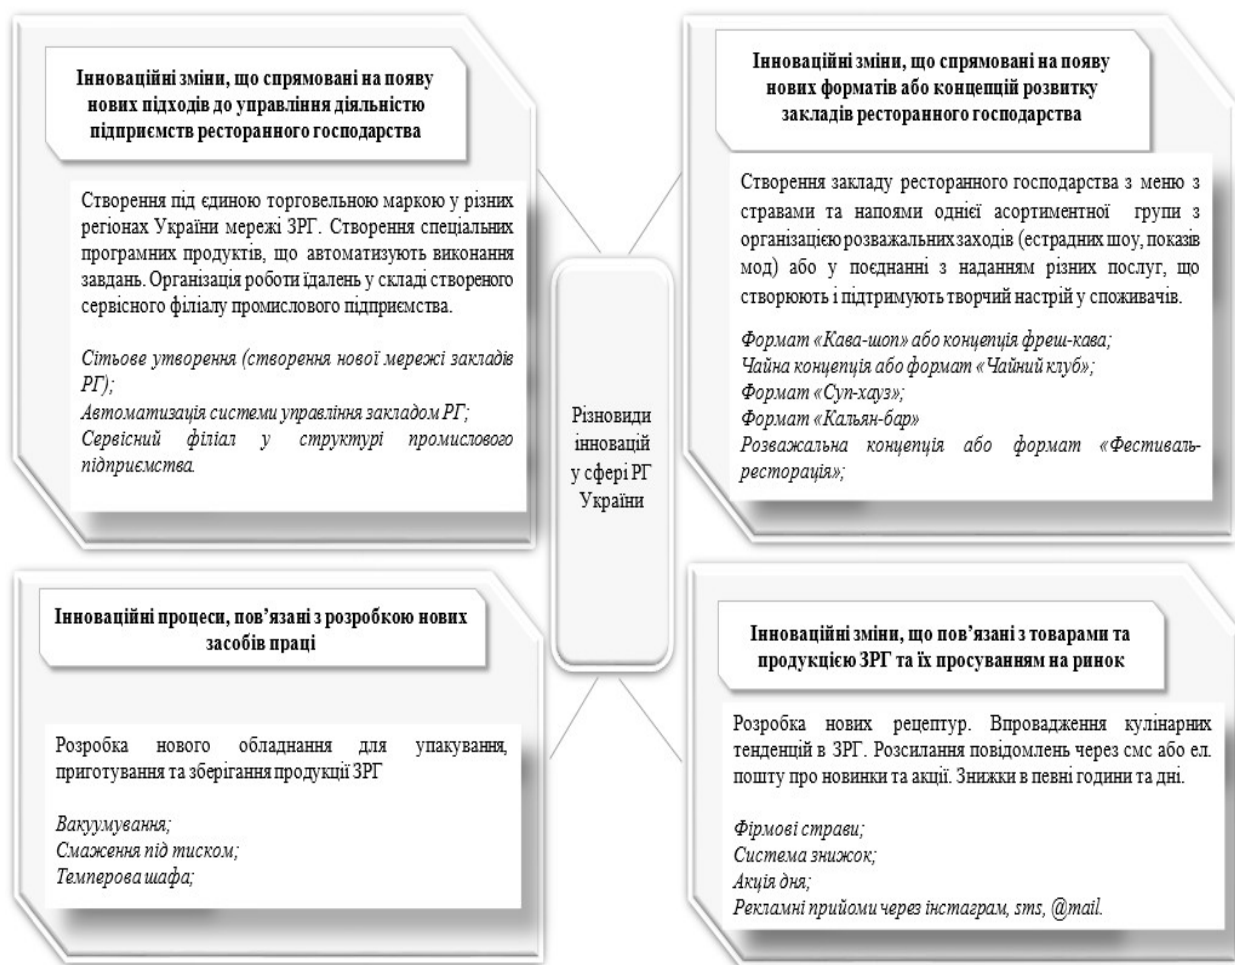 Інноваційні зміни, що спрямовані на появу
нових підходів до управління діяльністю
підприємств ресторанного господарства
Створення під єдиною торговельною маркою у різних
регіонах України мережі ЗРГ. Створення спеціальних
програмних продуктів, що автоматизують виконання
завдань. Організація роботи їдалень у складі створеного
сервісного філіалу промислового підприємства.
Сітьове утворення (створення нової мережі закладів
РГ);
Автоматизація системи управління закладом РГ;
Сервісний філіал у структурі промислового
підприємства.
Інноваційні зміни, що спрямовані на появу
нових форматів або концепцій розвитку
закладів ресторанного господарства
Створення закладу ресторанного господарства з меню з
стравами та напоями однієї асортиментної групи з
організацією розважальних заходів (естрадних шоу, показів
мод) або у поєднанні з наданням різних послуг, що
створюють і підтримують творчий настрій у споживачів.
Формат «Кава-шоп» або концепція фреш-кава;
Чайна концепція або формат «Чайний клуб»;
Формат «Суп-хауз»;
Формат «Кальян-бар»
Розважальна концепція або формат «Фестиваль-
ресторація»;
Різновиди
інновацій
у сфері РГ
України
Інноваційні процеси, пов’язані з розробкою нових
засобів праці
Розробка нового обладнання для упакування,
приготування та зберігання продукції ЗРГ
Вакуумування;
Смаження під тиском;
Темперова шафа;
Інноваційні зміни, що пов’язані з товарами та
продукцією ЗРГ та їх просуванням на ринок
Розробка нових рецептур. Впровадження кулінарних
тенденцій в ЗРГ. Розсилання повідомлень через смс або ел.
пошту про новинки та акції. Знижки в певні години та дні.
Фірмові страви;
Система знижок;
Акція дня;
Рекламні прийоми через інстаграм, sms, @mail.